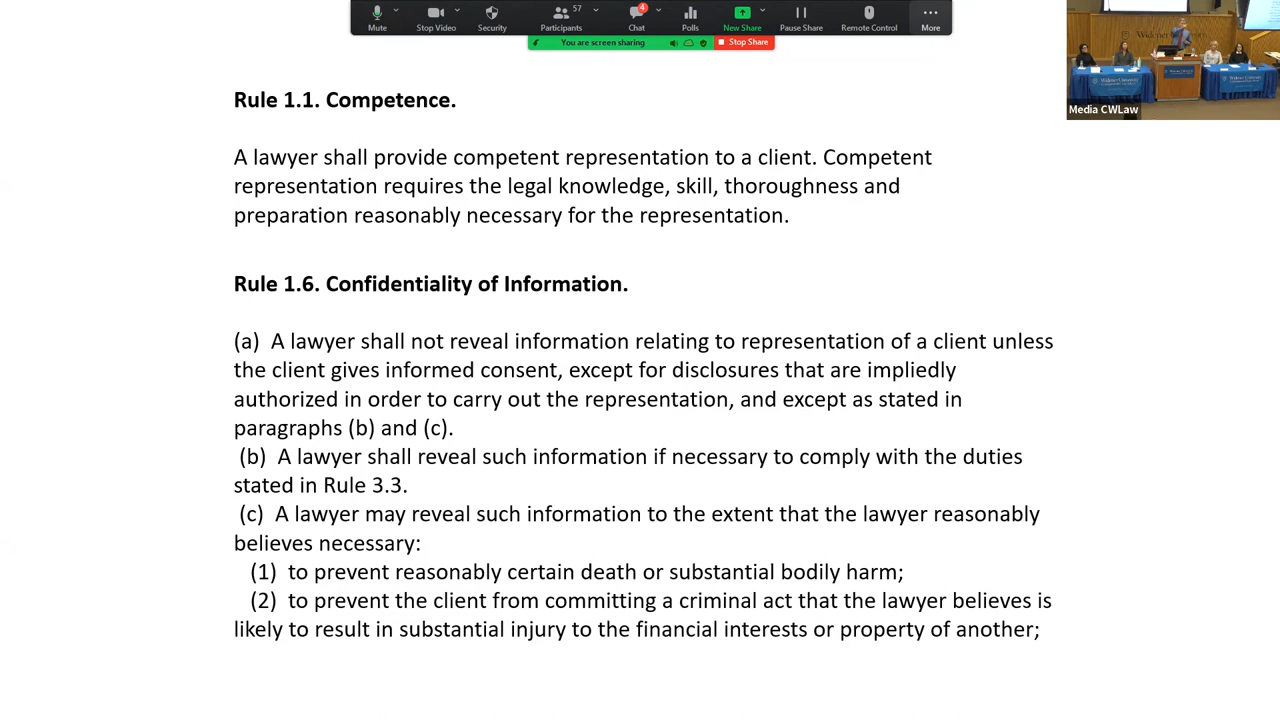 57
4
Mute
Stop Video
Security
Participants
Chat
Polls
New Share
Pause Share
Remote Control
More
You are screen sharing
Stop Share
Widener University
Media CWLaw
Rule 1.1. Competence.
A lawyer shall provide competent representation to a client. Competent
representation requires the legal knowledge, skill, thoroughness and
preparation reasonably necessary for the representation.
Rule 1.6. Confidentiality of Information.
(a) A lawyer shall not reveal information relating to representation of a client unless
the client gives informed consent, except for disclosures that are impliedly
authorized in order to carry out the representation, and except as stated in
paragraphs (b) and (c).
(b) A lawyer shall reveal such information if necessary to comply with the duties
stated in Rule 3.3.
(c) A lawyer may reveal such information to the extent that the lawyer reasonably
believes necessary:
(1) to prevent reasonably certain death or substantial bodily harm;
(2) to prevent the client from committing a criminal act that the lawyer believes is
likely to result in substantial injury to the financial interests or property of another;